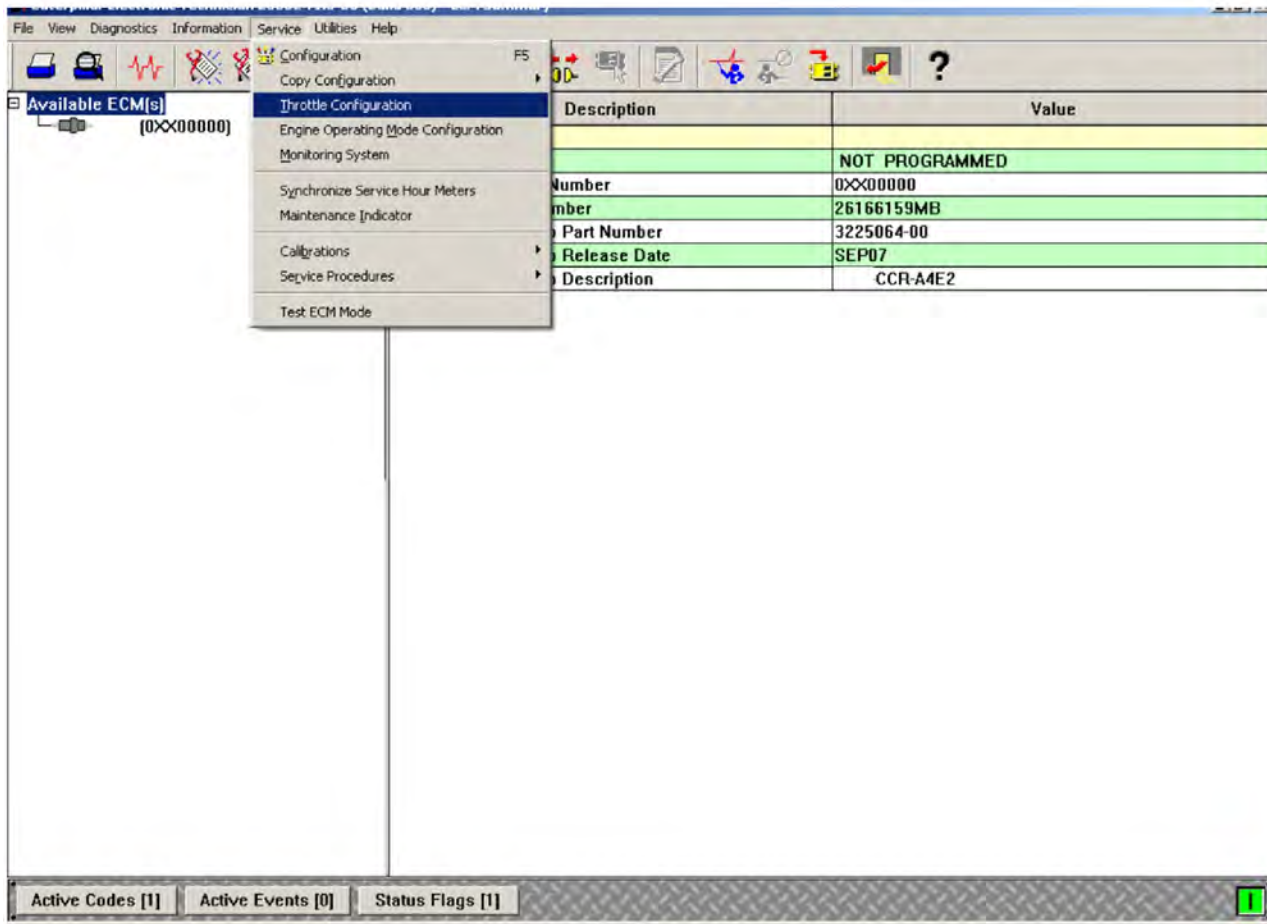 File View Diagnostics Information Service Utilities Help
Configuration F5
Copy Configuration
Throttle Configuration
Engine Operating Mode Configuration
Monitoring System
Synchronize Service Hour Meters
Maintenance Indicator
Calibrations
Service Procedures
Test ECM Mode
Available ECM(s)
(0XX00000)
Description Value
NOT PROGRAMMED
Number 0XX00000
mber 26166159MB
Part Number 3225064-00
Release Date SEP07
Description CCR-A4E2
Active Codes [1] Active Events [0] Status Flags [1]